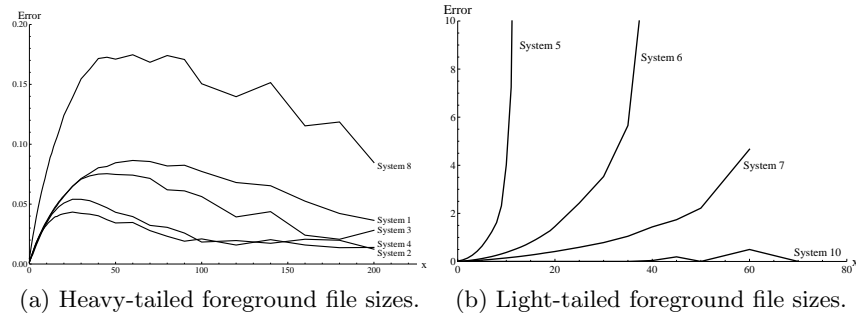 Error
0.20
0.15
0.10
0.05
0.00
0
50
100
150
200
x
System 8
System 1
System 3
System 4
System 2
(a) Heavy-tailed foreground file sizes.
Error
10
8
6
4
2
0
0
20
40
60
80
x
System 5
System 6
System 7
System 10
(b) Light-tailed foreground file sizes.